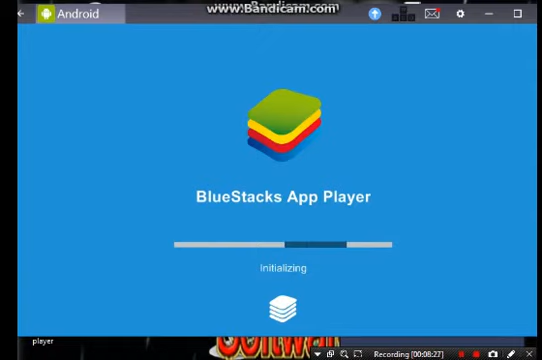 www.Bandicam.com
Android
BlueStacks App Player
Initializing
player
Recording [00:08:27]